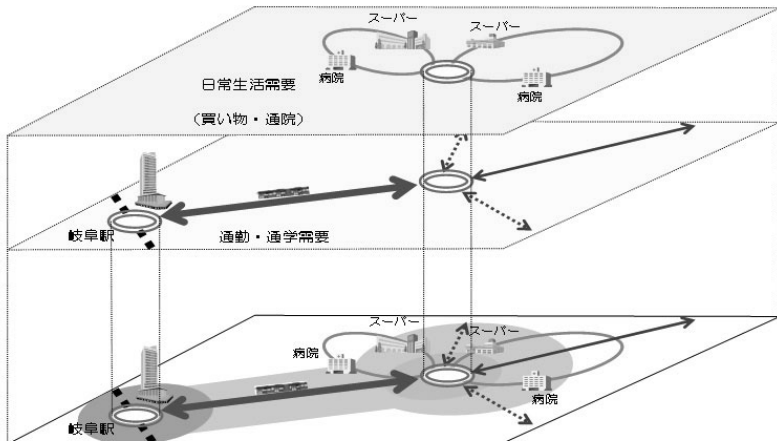 スーパー
スーパー
病院
病院
日常生活需要
(買い物・通院)
岐阜駅
通勤・通学需要
スーパー
スーパー
病院
病院
岐阜駅